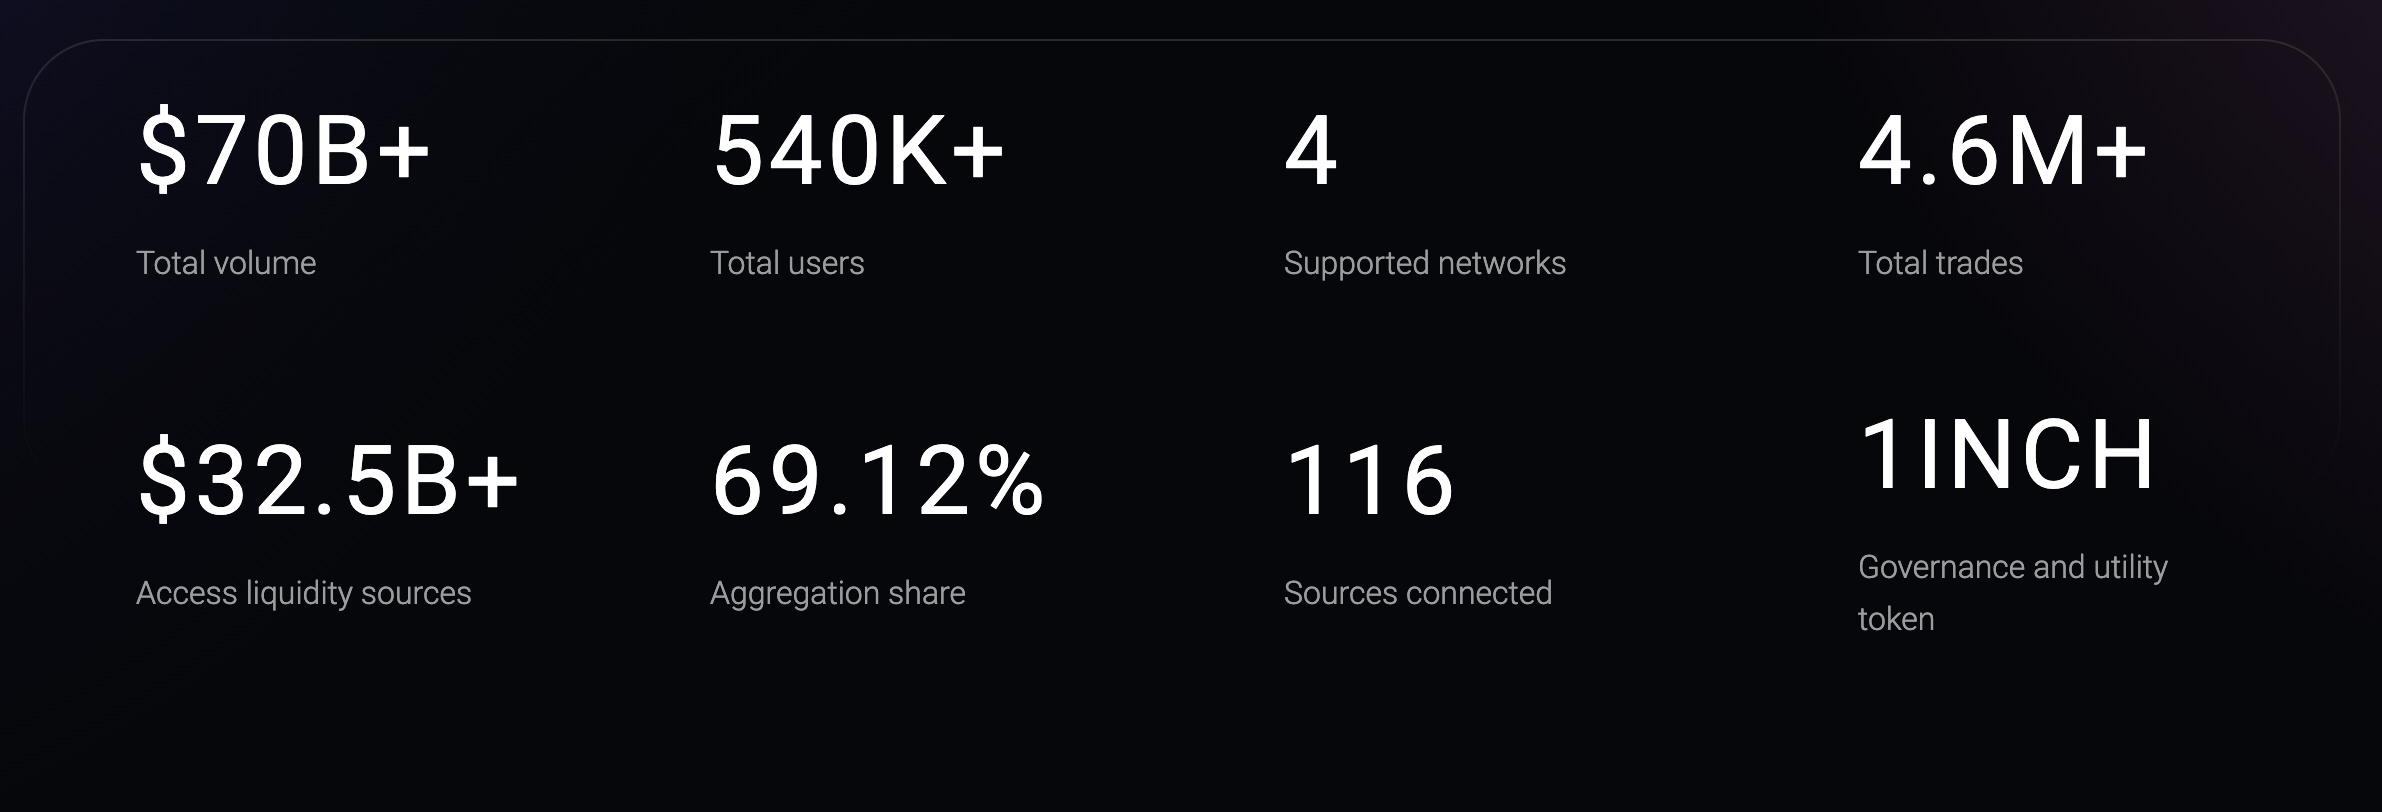 $70B+
Total volume
540K+
Total users
4
Supported networks
4.6M+
Total trades
$32.5B+
Access liquidity sources
69.12%
Aggregation share
116
Sources connected
1INCH
Governance and utility
token